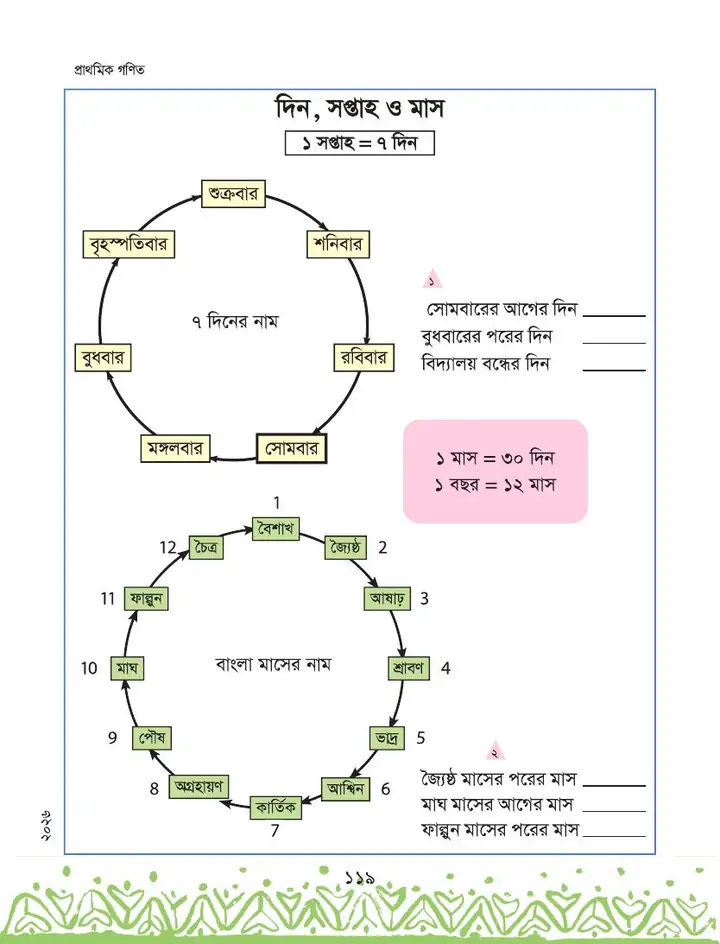 প্রাথমিক গণিত
দিন, সপ্তাহ ও মাস
১ সপ্তাহ = ৭ দিন
শুক্রবার
শনিবার
রবিবার
সোমবার
মঙ্গলবার
বুধবার
বৃহস্পতিবার
৭ দিনের নাম
১
সোমবারের আগের দিন
বুধবারের পরের দিন
বিদ্যালয় বন্ধের দিন
১ মাস = ৩০ দিন
১ বছর = ১২ মাস
1
বৈশাখ
জ্যৈষ্ঠ 2
আষাঢ় 3
শ্রাবণ 4
ভাদ্র 5
আশ্বিন 6
কার্তিক
7
8 অগ্রহায়ণ
9 পৌষ
10 মাঘ
11 ফাল্গুন
12 চৈত্র
বাংলা মাসের নাম
২
জ্যৈষ্ঠ মাসের পরের মাস
মাঘ মাসের আগের মাস
ফাল্গুন মাসের পরের মাস
২০২৬
১১৯